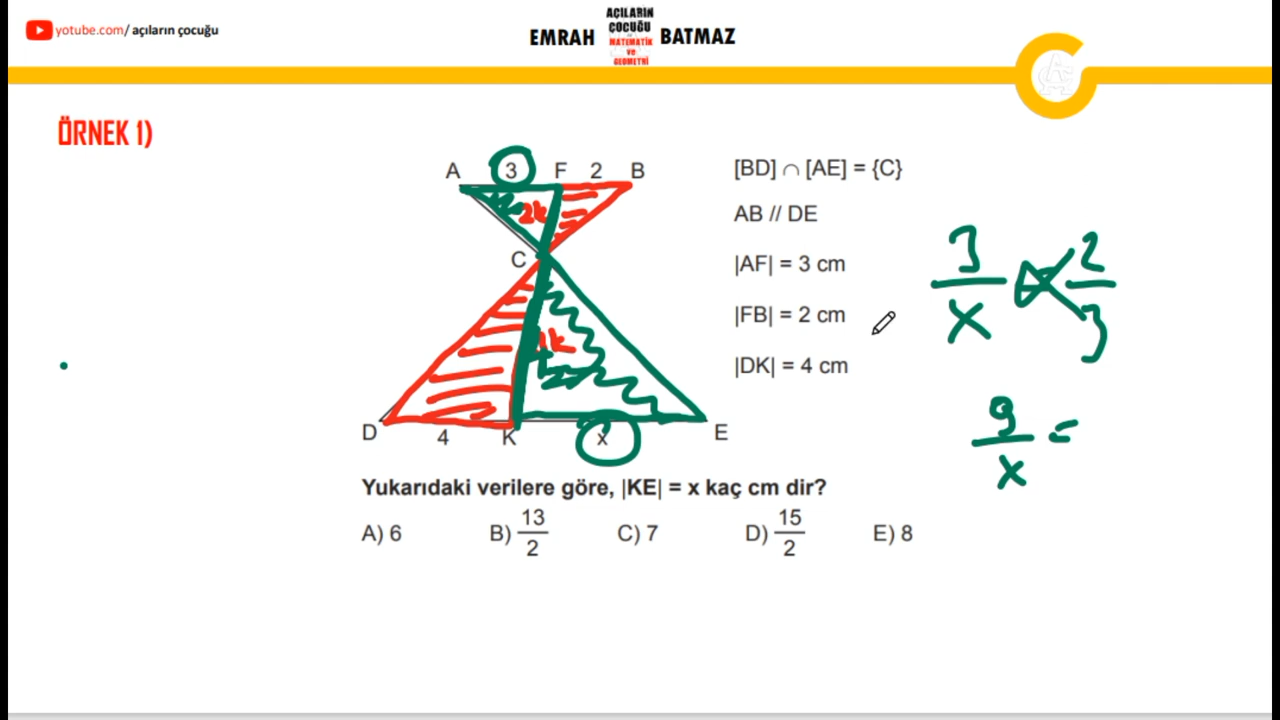 yotube.com/ açıların çocuğu
EMRAH AÇILARIN ÇOCUĞU MATEMATİK ve GEOMETRİ BATMAZ
ÖRNEK 1)
A 3 F 2 B
2k
C
k
D 4 K x E
[BD] ∩ [AE] = {C}
AB // DE
|AF| = 3 cm
|FB| = 2 cm
|DK| = 4 cm
3/x 2/3
9/x =
Yukarıdaki verilere göre, |KE| = x kaç cm dir?
A) 6 B) 13/2 C) 7 D) 15/2 E) 8